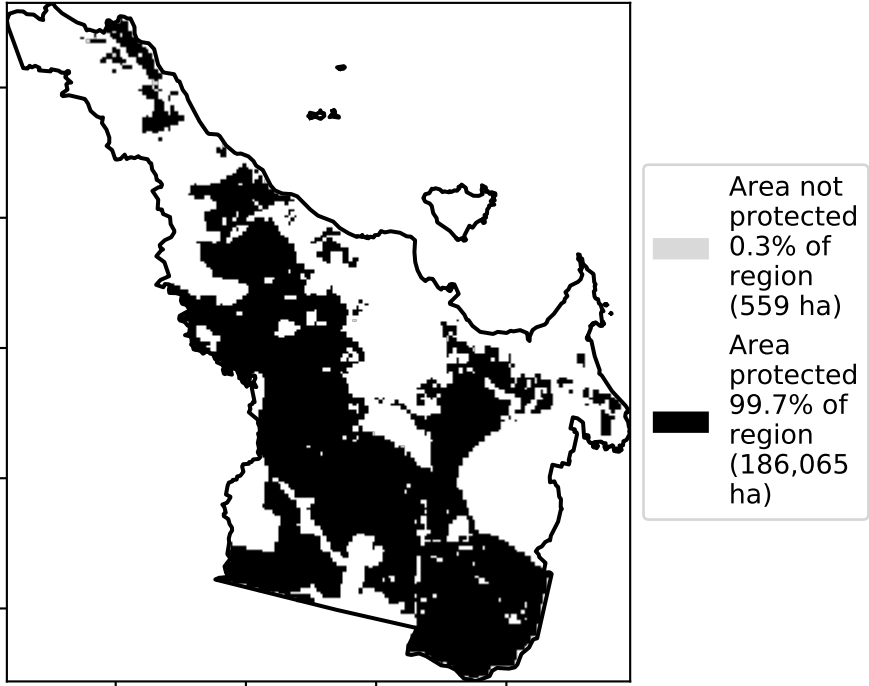 Area not
protected
0.3% of
region
(559 ha)
Area
protected
99.7% of
region
(186,065
ha)